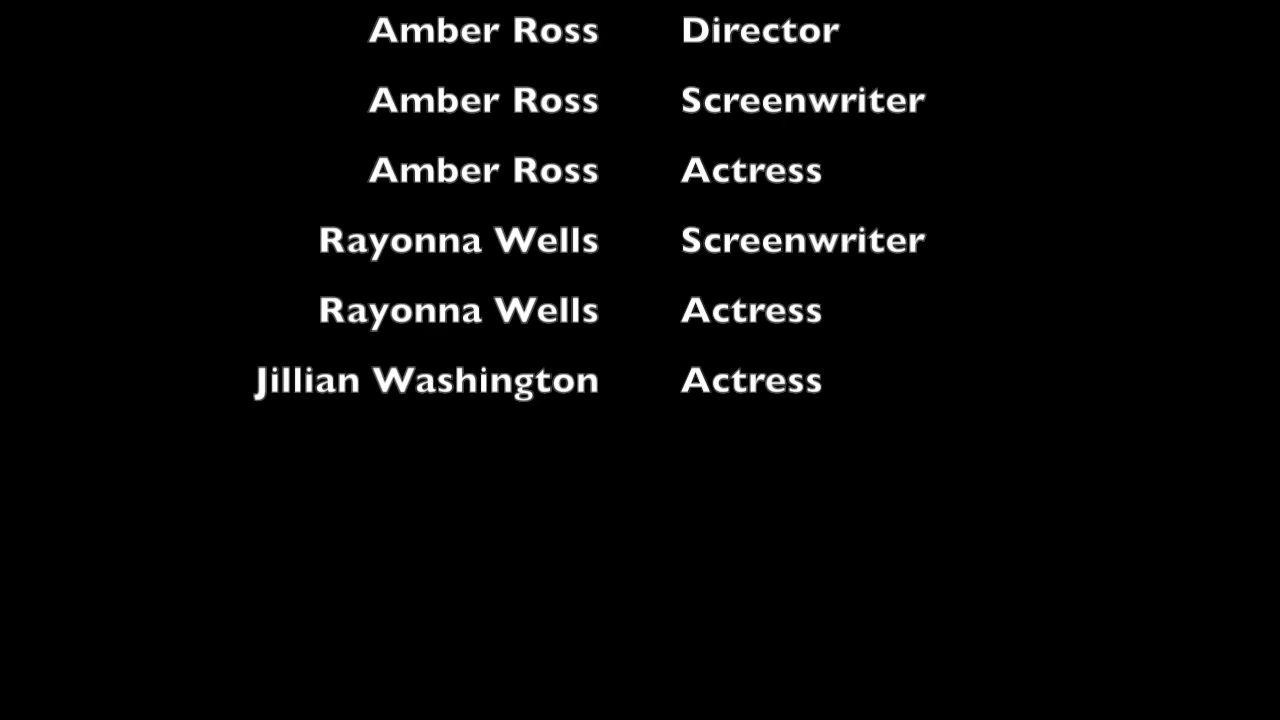 Amber Ross Director
Amber Ross Screenwriter
Amber Ross Actress
Rayonna Wells Screenwriter
Rayonna Wells Actress
Jillian Washington Actress